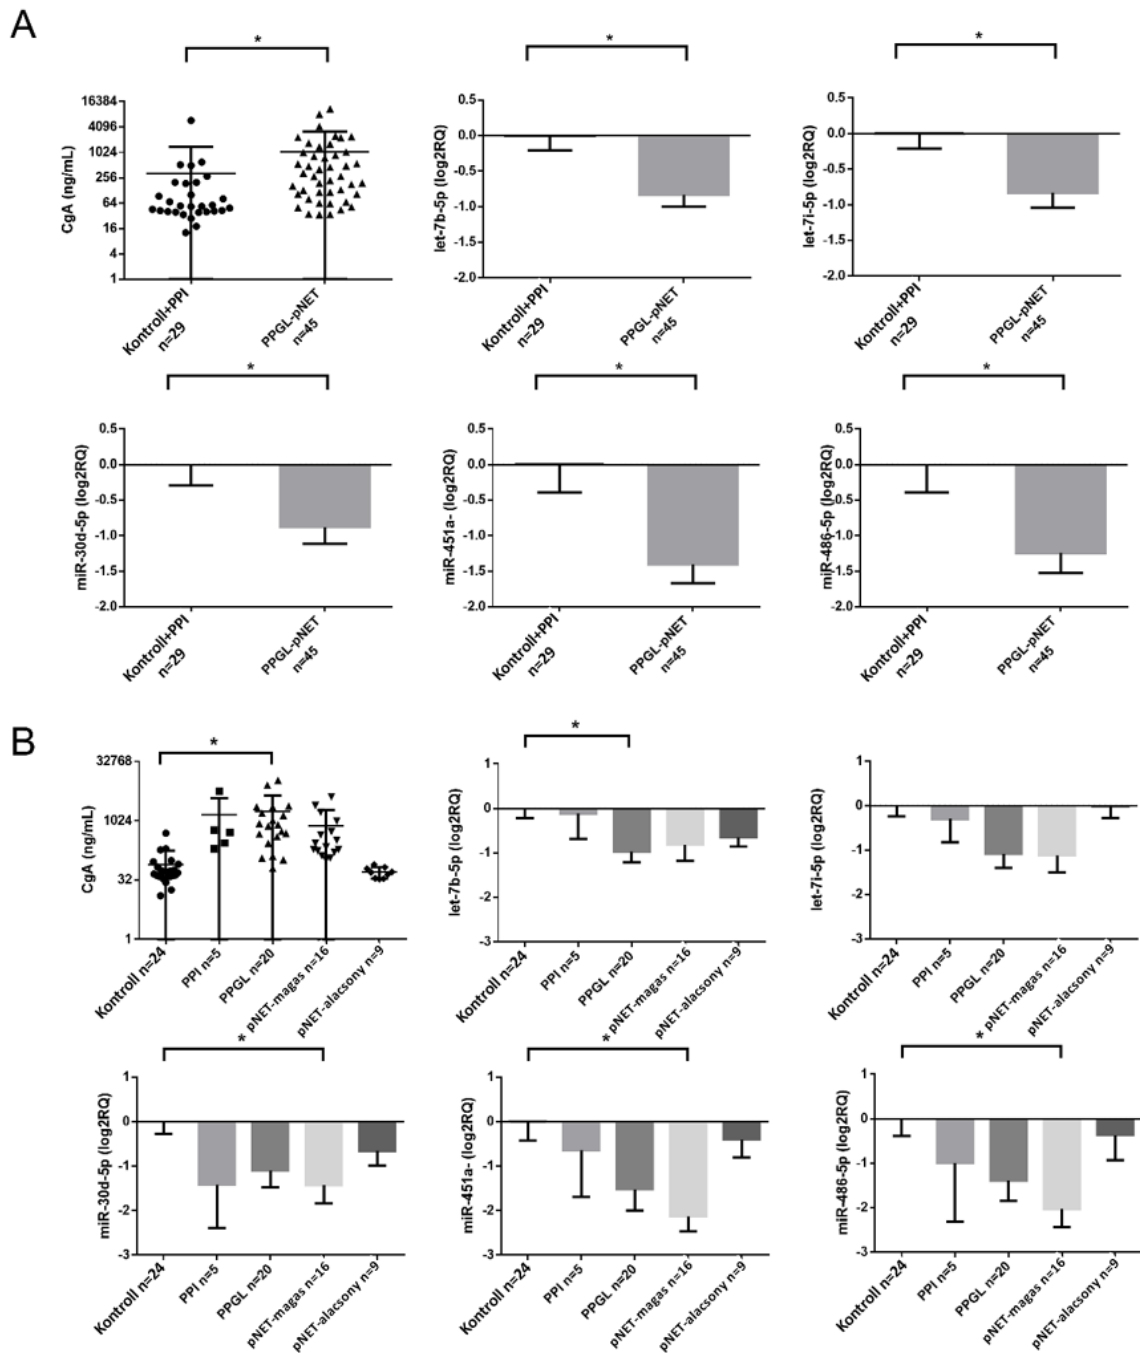 A
*
CgA (ng/mL)
16384
4096
1024
256
64
16
4
1
Kontroll+PPI
n=29
PPGL-pNET
n=45
*
let-7b-5p (log2RQ)
0.5
0.0
-0.5
-1.0
-1.5
-2.0
Kontroll+PPI
n=29
PPGL-pNET
n=45
*
let-7i-5p (log2RQ)
0.5
0.0
-0.5
-1.0
-1.5
-2.0
Kontroll+PPI
n=29
PPGL-pNET
n=45
*
miR-30d-5p (log2RQ)
0.5
0.0
-0.5
-1.0
-1.5
-2.0
Kontroll+PPI
n=29
PPGL-pNET
n=45
*
miR-451a- (log2RQ)
0.5
0.0
-0.5
-1.0
-1.5
-2.0
Kontroll+PPI
n=29
PPGL-pNET
n=45
*
miR-486-5p (log2RQ)
0.5
0.0
-0.5
-1.0
-1.5
-2.0
Kontroll+PPI
n=29
PPGL-pNET
n=45
B
*
CgA (ng/mL)
32768
1024
32
1
Kontroll n=24
PPI n=5
PPGL n=20
pNET-magas n=16
pNET-alacsony n=9
*
let-7b-5p (log2RQ)
1
0
-1
-2
-3
Kontroll n=24
PPI n=5
PPGL n=20
pNET-magas n=16
pNET-alacsony n=9
let-7i-5p (log2RQ)
1
0
-1
-2
-3
Kontroll n=24
PPI n=5
PPGL n=20
pNET-magas n=16
pNET-alacsony n=9
*
miR-30d-5p (log2RQ)
1
0
-1
-2
-3
Kontroll n=24
PPI n=5
PPGL n=20
pNET-magas n=16
pNET-alacsony n=9
*
miR-451a- (log2RQ)
1
0
-1
-2
-3
Kontroll n=24
PPI n=5
PPGL n=20
pNET-magas n=16
pNET-alacsony n=9
*
miR-486-5p (log2RQ)
1
0
-1
-2
-3
Kontroll n=24
PPI n=5
PPGL n=20
pNET-magas n=16
pNET-alacsony n=9